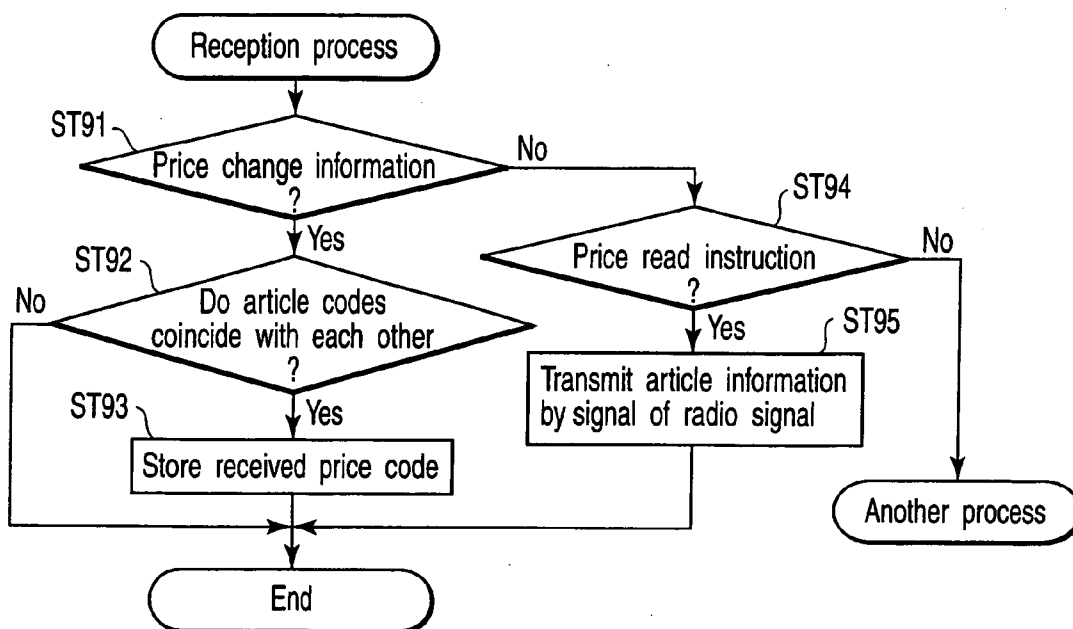 Reception process
ST91
Price change information
?
No
Yes
ST92
No
Do article codes
coincide with each other
?
Yes
ST93
Store received price code
ST94
Price read instruction
?
No
Yes
ST95
Transmit article information
by signal of radio signal
Another process
End